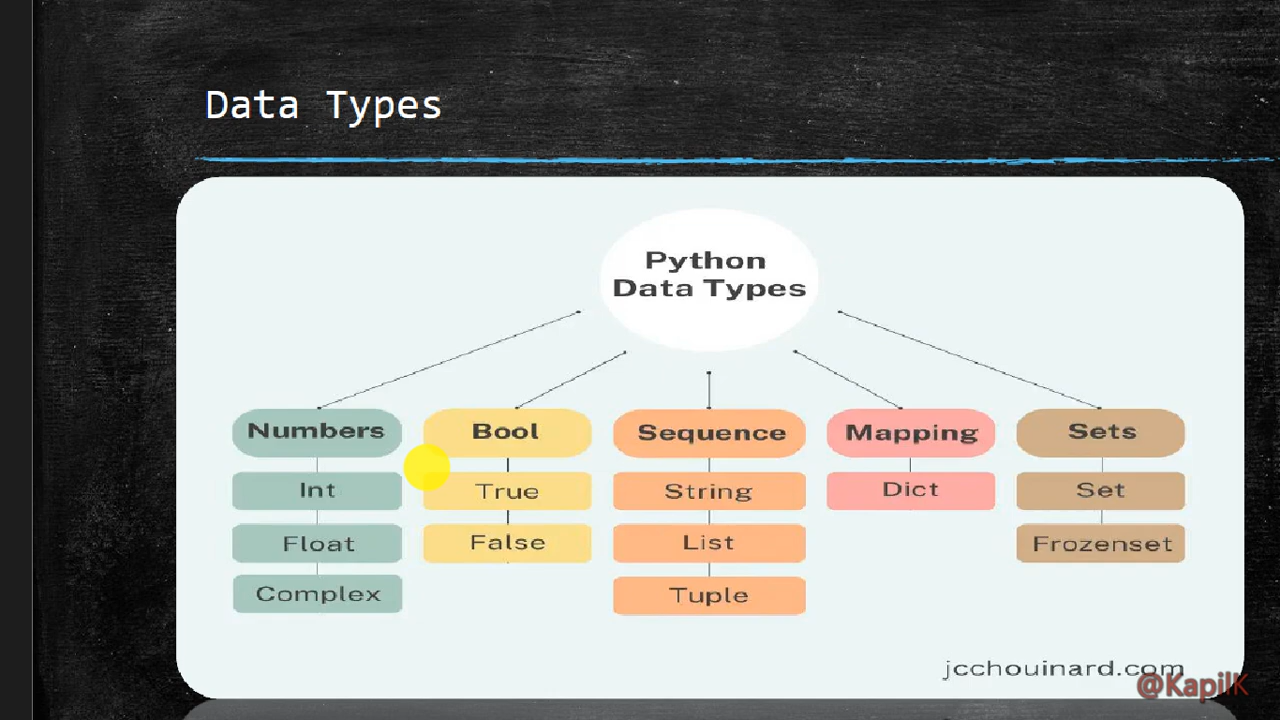 Data Types
Python
Data Types
Numbers
Int
Float
Complex
Bool
True
False
Sequence
String
List
Tuple
Mapping
Dict
Sets
Set
Frozenset
jcchouinard.com
@KapilK